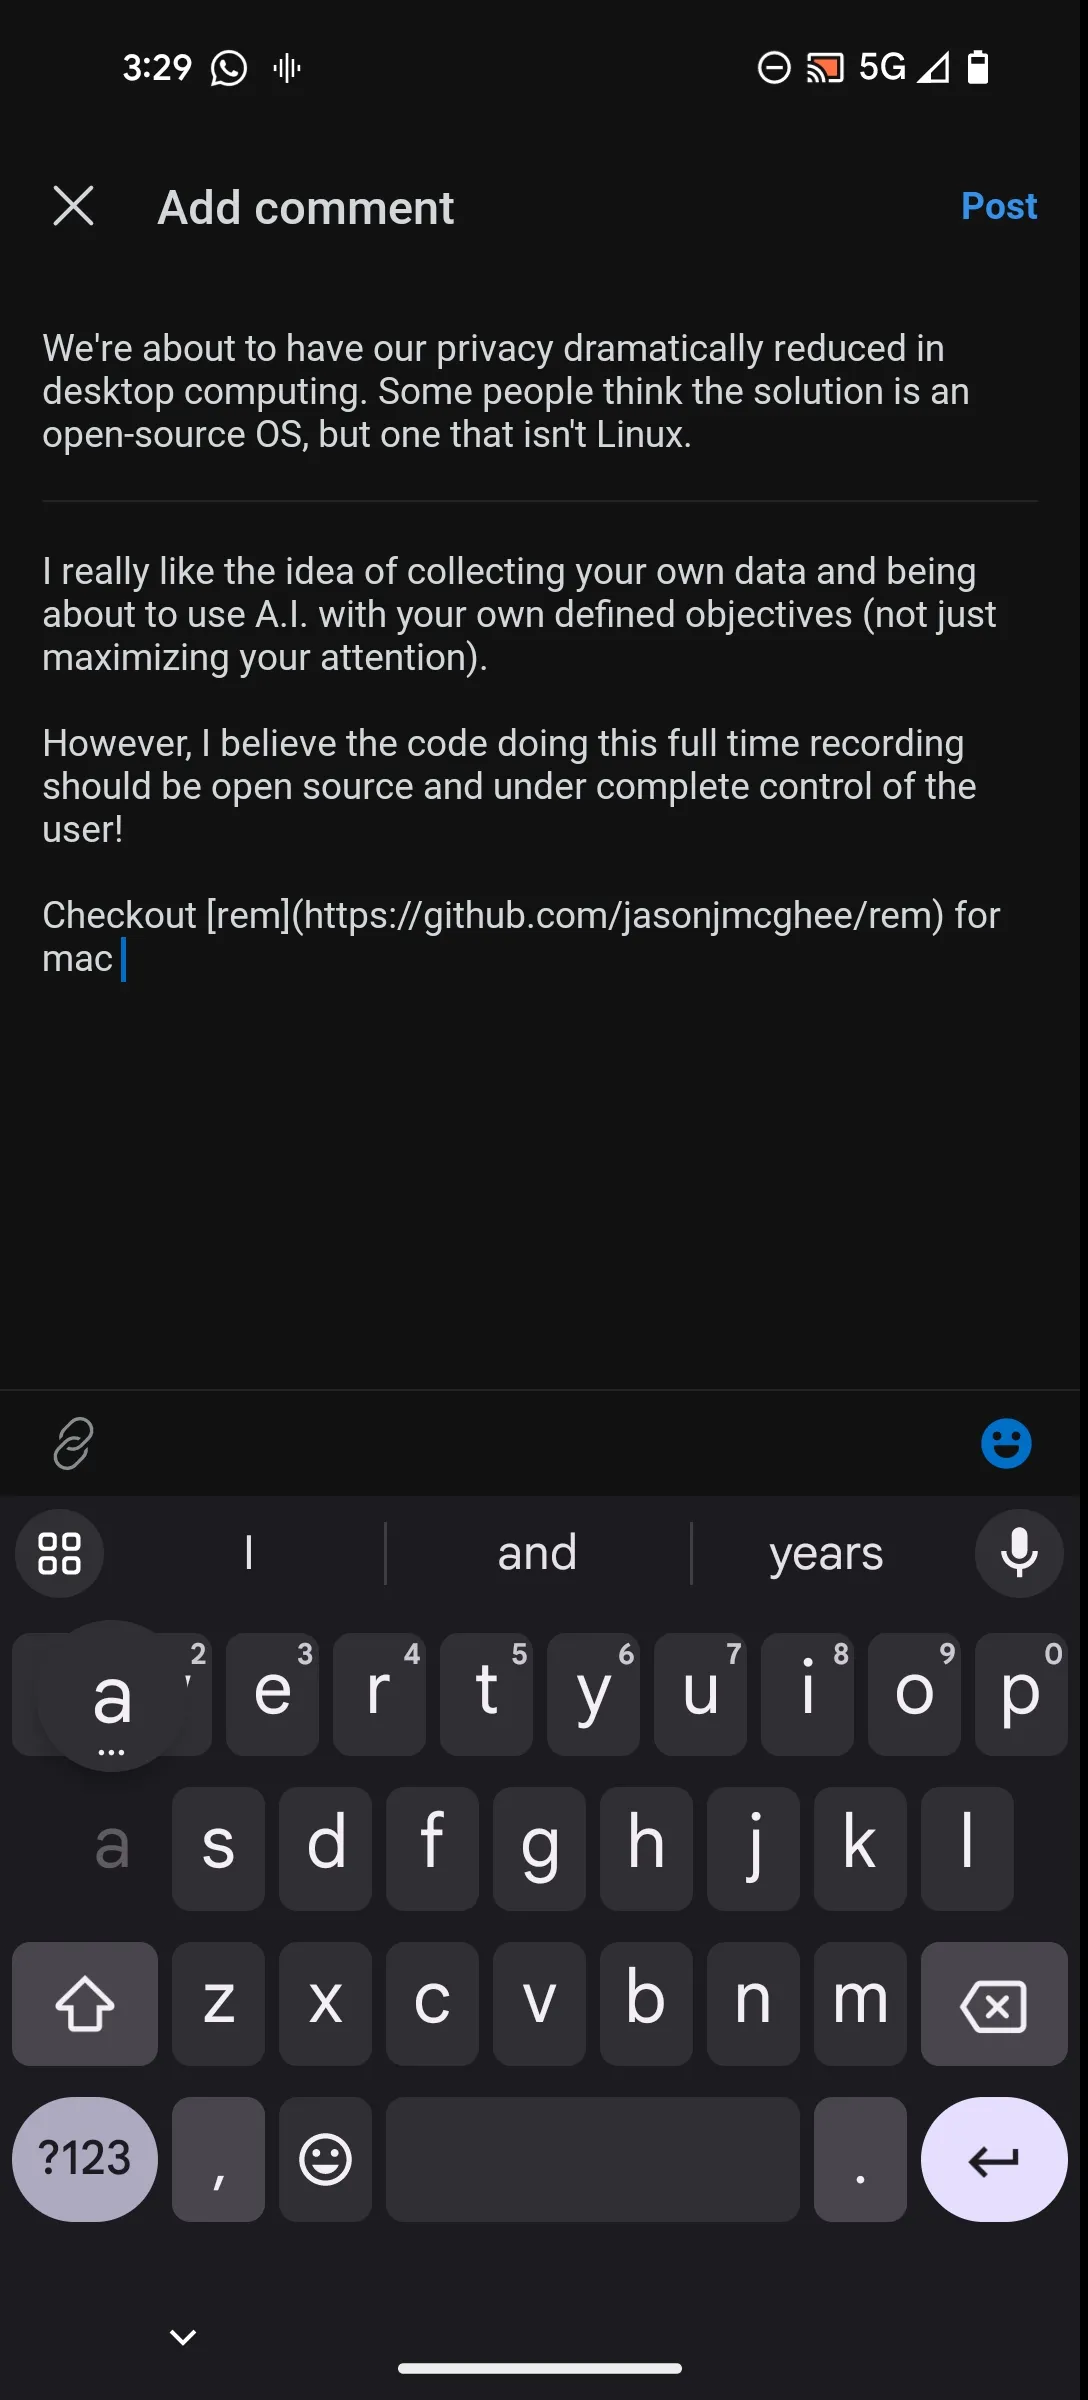 3:29 5G
Add comment Post
We're about to have our privacy dramatically reduced in
desktop computing. Some people think the solution is an
open-source OS, but one that isn't Linux.
I really like the idea of collecting your own data and being
about to use A.I. with your own defined objectives (not just
maximizing your attention).
However, I believe the code doing this full time recording
should be open source and under complete control of the
user!
Checkout [rem](https://github.com/jasonjmcghee/rem) for
mac
I and years
a 2 e 3 r 4 t 5 y 6 u 7 i 8 o 9 p 0
...
a s d f g h j k l
z x c v b n m
?123 , .